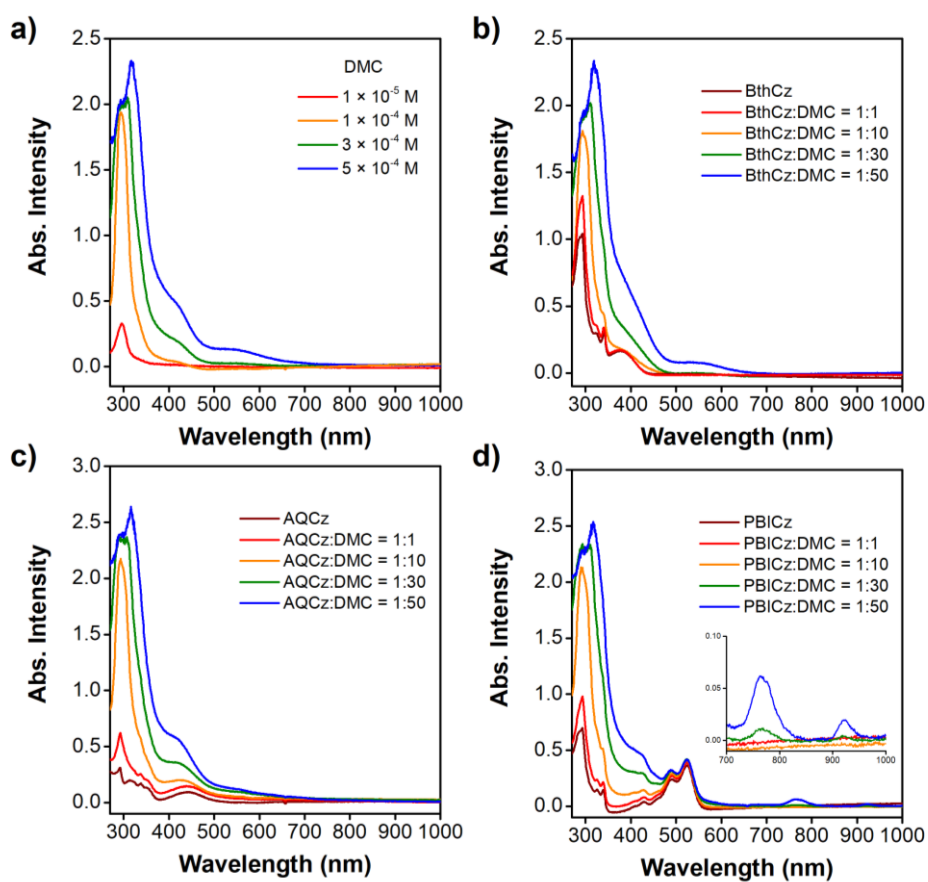 a)
2.5
2.0
1.5
1.0
0.5
0.0
Abs. Intensity
DMC
1 × 10⁻⁵ M
1 × 10⁻⁴ M
3 × 10⁻⁴ M
5 × 10⁻⁴ M
300 400 500 600 700 800 900 1000
Wavelength (nm)
b)
2.5
2.0
1.5
1.0
0.5
0.0
Abs. Intensity
BthCz
BthCz:DMC = 1:1
BthCz:DMC = 1:10
BthCz:DMC = 1:30
BthCz:DMC = 1:50
300 400 500 600 700 800 900 1000
Wavelength (nm)
c)
3.0
2.5
2.0
1.5
1.0
0.5
0.0
Abs. Intensity
AQCz
AQCz:DMC = 1:1
AQCz:DMC = 1:10
AQCz:DMC = 1:30
AQCz:DMC = 1:50
300 400 500 600 700 800 900 1000
Wavelength (nm)
d)
3.0
2.5
2.0
1.5
1.0
0.5
0.0
Abs. Intensity
PBICz
PBICz:DMC = 1:1
PBICz:DMC = 1:10
PBICz:DMC = 1:30
PBICz:DMC = 1:50
0.10
0.05
0.00
700 800 900 1000
300 400 500 600 700 800 900 1000
Wavelength (nm)